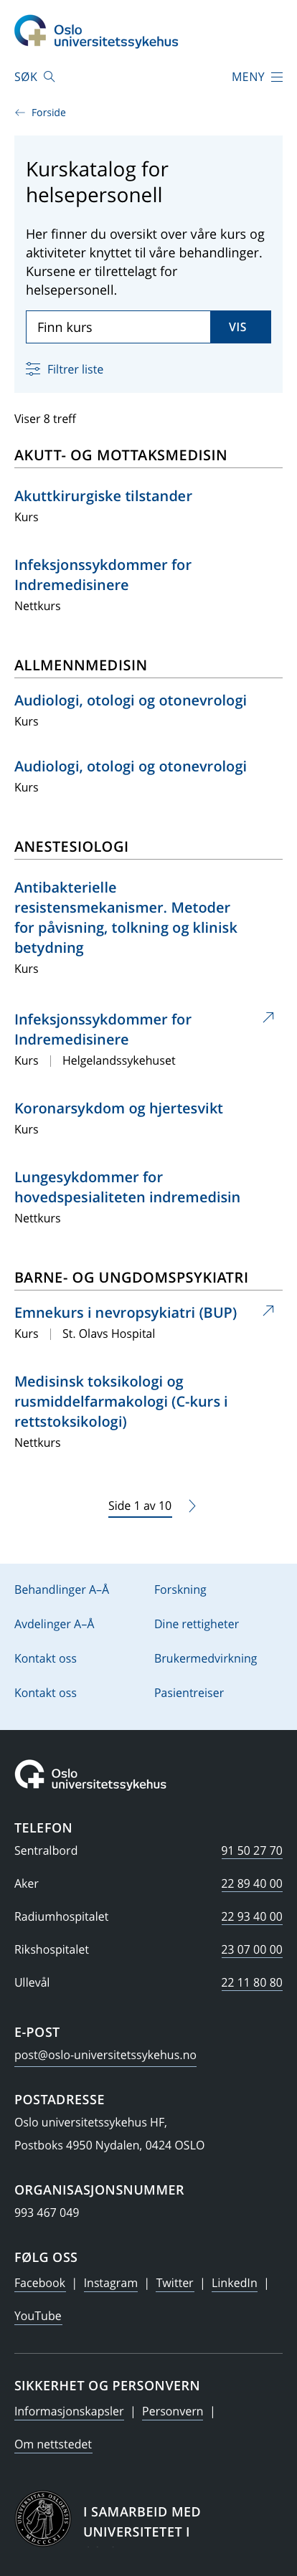 Oslo
universitetssykehus
SØK
MENY
Forside
Kurskatalog for
helsepersonell
Her finner du oversikt over våre kurs og
aktiviteter knyttet til våre behandlinger.
Kursene er tilrettelagt for
helsepersonell.
Finn kurs
VIS
Filtrer liste
Viser 8 treff
AKUTT- OG MOTTAKSMEDISIN
Akuttkirurgiske tilstander
Kurs
Infeksjonssykdommer for
Indremedisinere
Nettkurs
ALLMENNMEDISIN
Audiologi, otologi og otonevrologi
Kurs
Audiologi, otologi og otonevrologi
Kurs
ANESTESIOLOGI
Antibakterielle
resistensmekanismer. Metoder
for påvisning, tolkning og klinisk
betydning
Kurs
Infeksjonssykdommer for
Indremedisinere
Kurs | Helgelandssykehuset
Koronarsykdom og hjertesvikt
Kurs
Lungesykdommer for
hovedspesialiteten indremedisin
Nettkurs
BARNE- OG UNGDOMSPSYKIATRI
Emnekurs i nevropsykiatri (BUP)
Kurs | St. Olavs Hospital
Medisinsk toksikologi og
rusmiddelfarmakologi (C-kurs i
rettstoksikologi)
Nettkurs
Side 1 av 10
Behandlinger A–Å Forskning
Avdelinger A–Å Dine rettigheter
Kontakt oss Brukermedvirkning
Kontakt oss Pasientreiser
Oslo
universitetssykehus
TELEFON
Sentralbord 91 50 27 70
Aker 22 89 40 00
Radiumhospitalet 22 93 40 00
Rikshospitalet 23 07 00 00
Ullevål 22 11 80 80
E-POST
post@oslo-universitetssykehus.no
POSTADRESSE
Oslo universitetssykehus HF,
Postboks 4950 Nydalen, 0424 OSLO
ORGANISASJONSNUMMER
993 467 049
FØLG OSS
Facebook | Instagram | Twitter | LinkedIn |
YouTube
SIKKERHET OG PERSONVERN
Informasjonskapsler | Personvern |
Om nettstedet
I SAMARBEID MED
UNIVERSITETET I